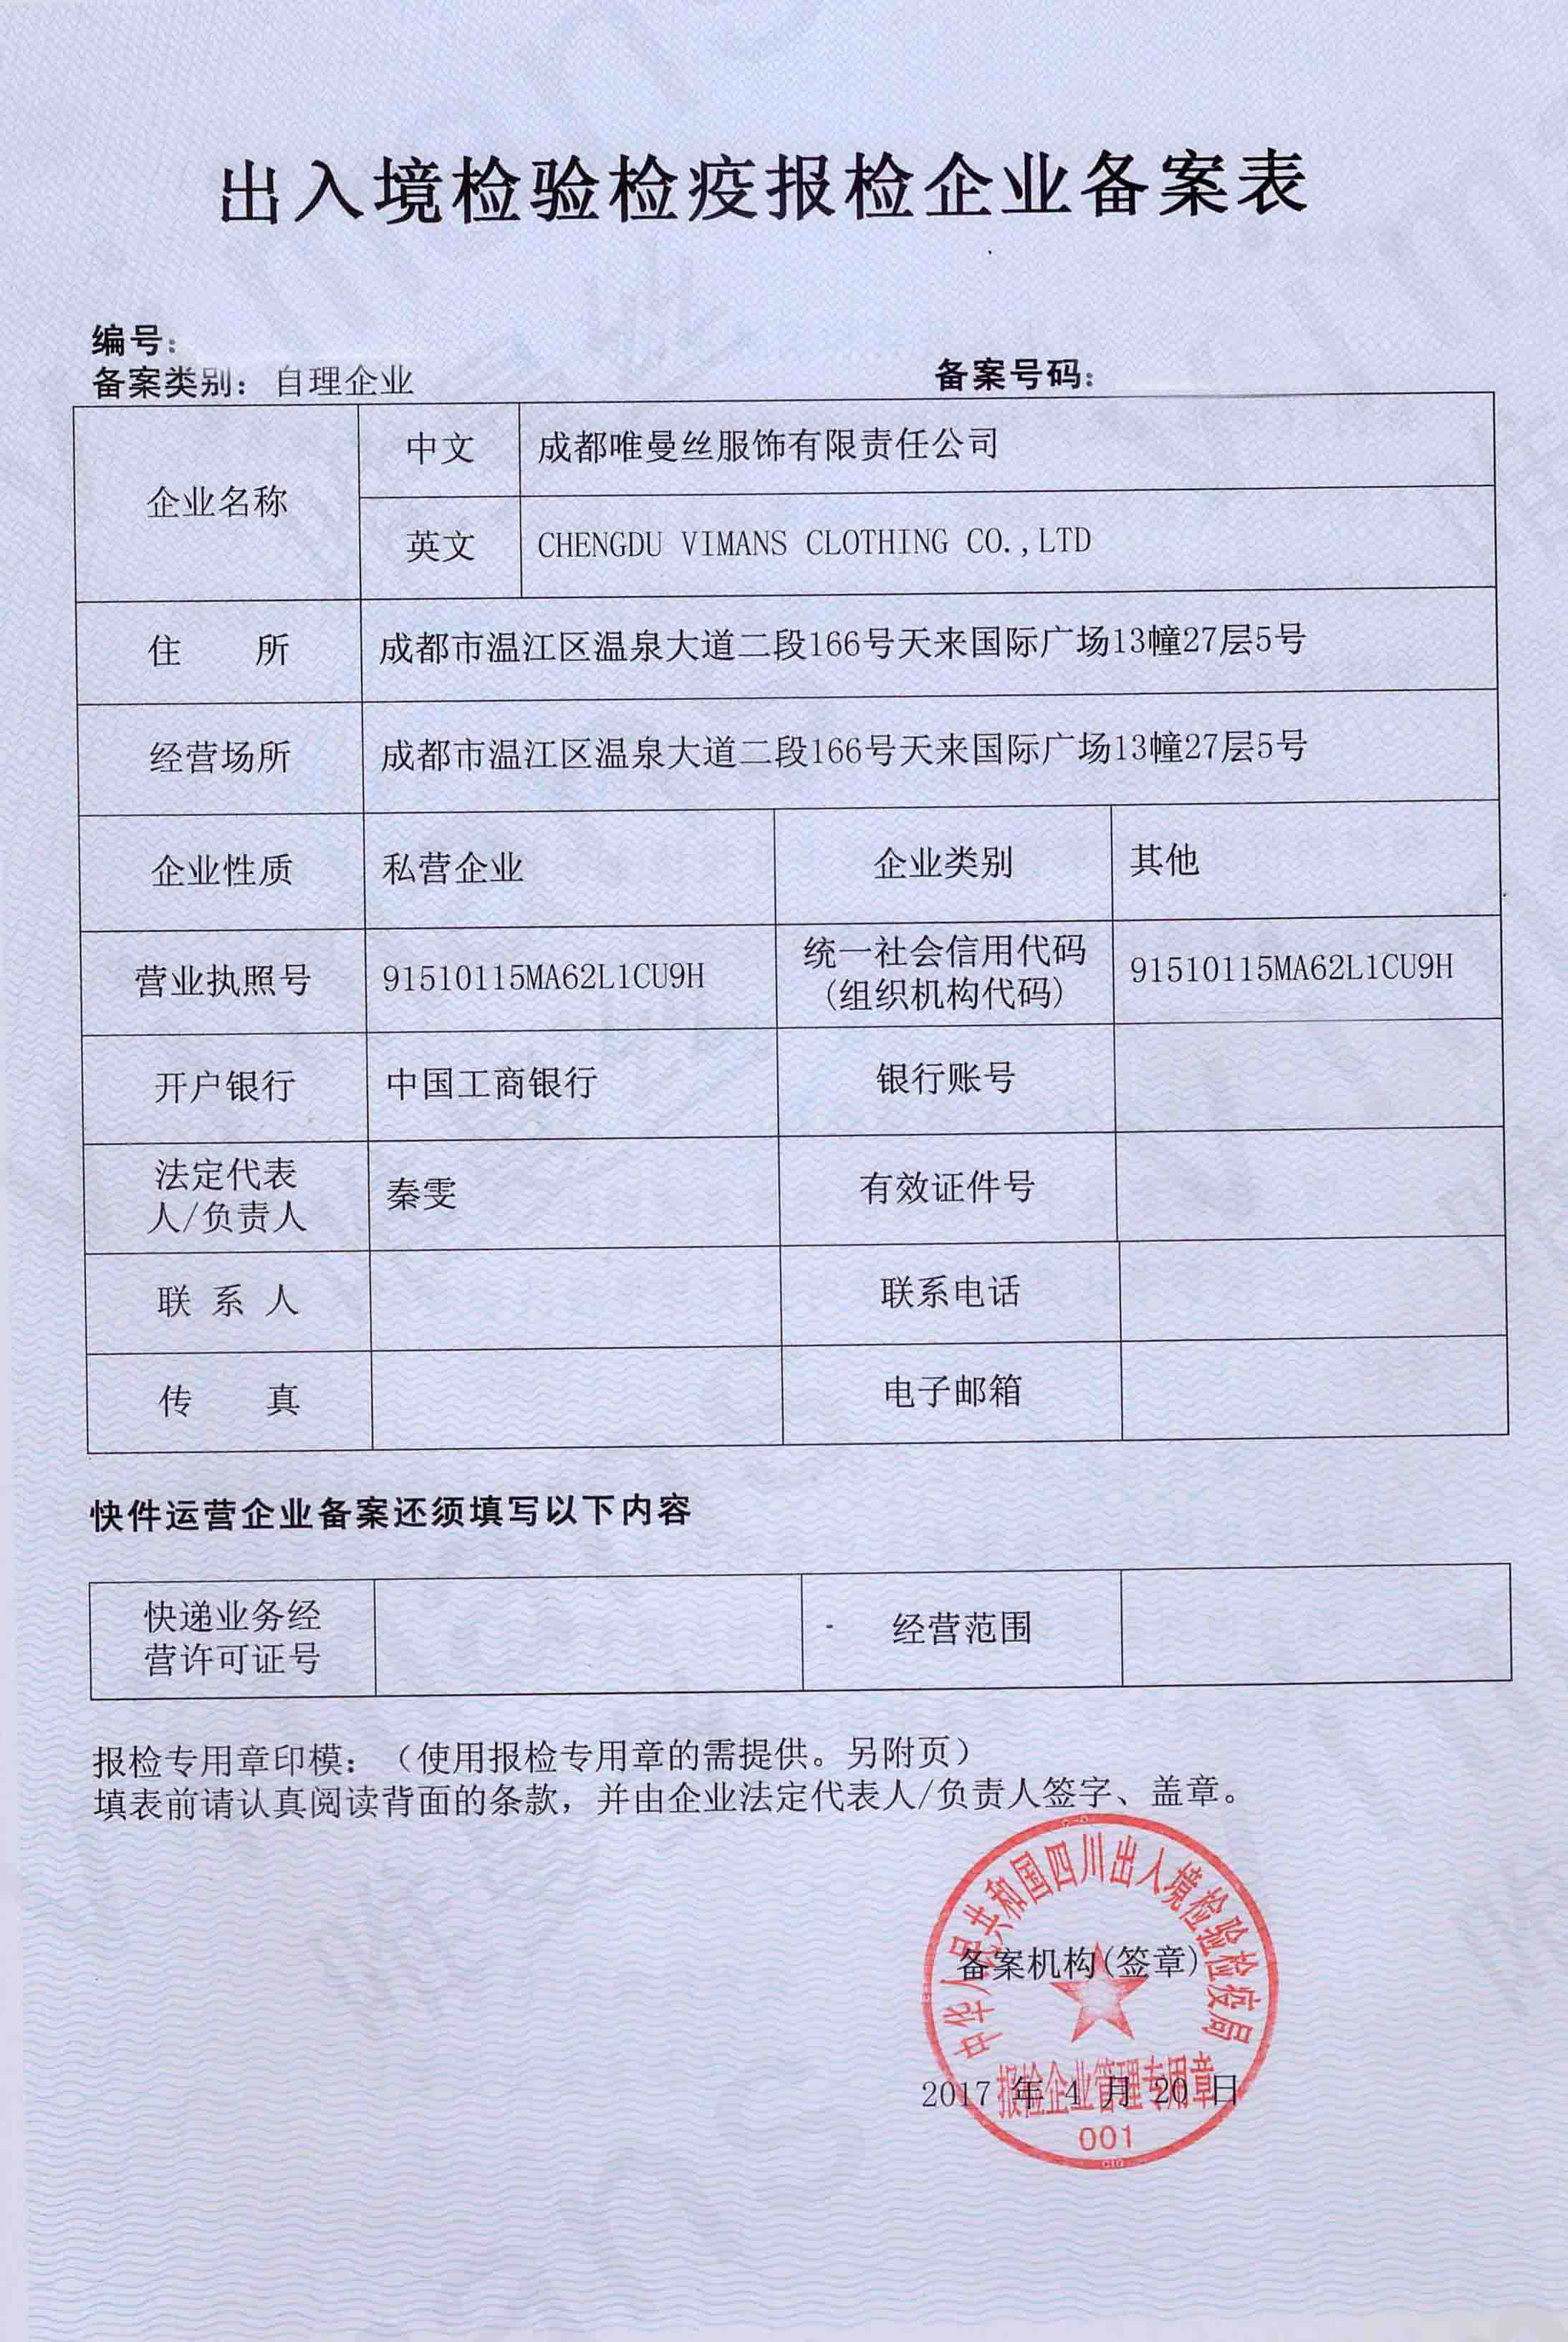 出入境检验检疫报检企业备案表
编号：
备案类别：自理企业
备案号码：
企业名称
中文
成都唯曼丝服饰有限责任公司
英文
CHENGDU VIMANS CLOTHING CO.,LTD
住 所
成都市温江区温泉大道二段166号天来国际广场13幢27层5号
经营场所
成都市温江区温泉大道二段166号天来国际广场13幢27层5号
企业性质
私营企业
企业类别
其他
营业执照号
91510115MA62L1CU9H
统一社会信用代码
(组织机构代码)
91510115MA62L1CU9H
开户银行
中国工商银行
银行账号
法定代表
人/负责人
秦雯
有效证件号
联 系 人
联系电话
传 真
电子邮箱
快件运营企业备案还须填写以下内容
快递业务经
营许可证号
经营范围
报检专用章印模：（使用报检专用章的需提供。另附页）
填表前请认真阅读背面的条款，并由企业法定代表人/负责人签字、盖章。
中华人民共和国四川出入境检验检疫局
备案机构(签章)
报检企业管理专用章
2017 年 4 月 20 日
001